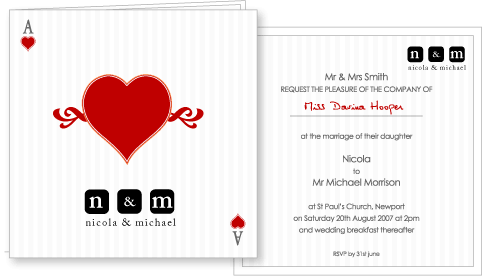 A
n & m
nicola & michael
A
n & m
nicola & michael
Mr & Mrs Smith
REQUEST THE PLEASURE OF THE COMPANY OF
Miss Davina Hooper
at the marriage of their daughter
Nicola
to
Mr Michael Morrison
at St Paul's Church, Newport
on Saturday 20th August 2007 at 2pm
and wedding breakfast thereafter
RSVP by 31st june